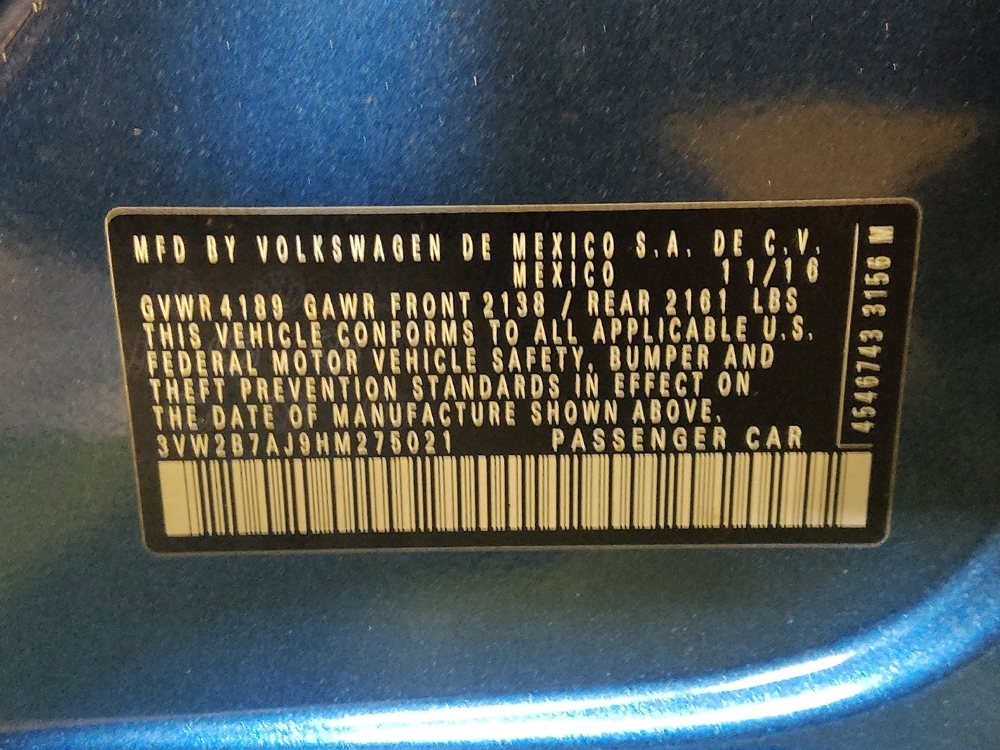 MFD BY VOLKSWAGEN DE MEXICO S.A. DE C.V.
MEXICO 11/16
GVWR 4189 GAWR FRONT 2138 / REAR 2161 LBS
THIS VEHICLE CONFORMS TO ALL APPLICABLE U.S.
FEDERAL MOTOR VEHICLE SAFETY, BUMPER AND
THEFT PREVENTION STANDARDS IN EFFECT ON
THE DATE OF MANUFACTURE SHOWN ABOVE.
3VW2B7AJ9HM275021 PASSENGER CAR
4546743 3156 M